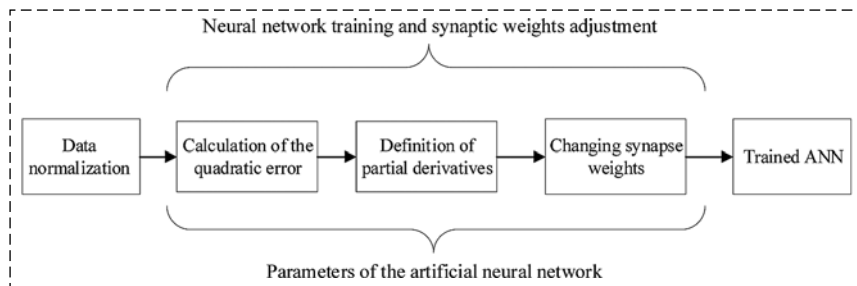 Neural network training and synaptic weights adjustment
Data
normalization
Calculation of the
quadratic error
Definition of
partial derivatives
Changing synapse
weights
Trained ANN
Parameters of the artificial neural network